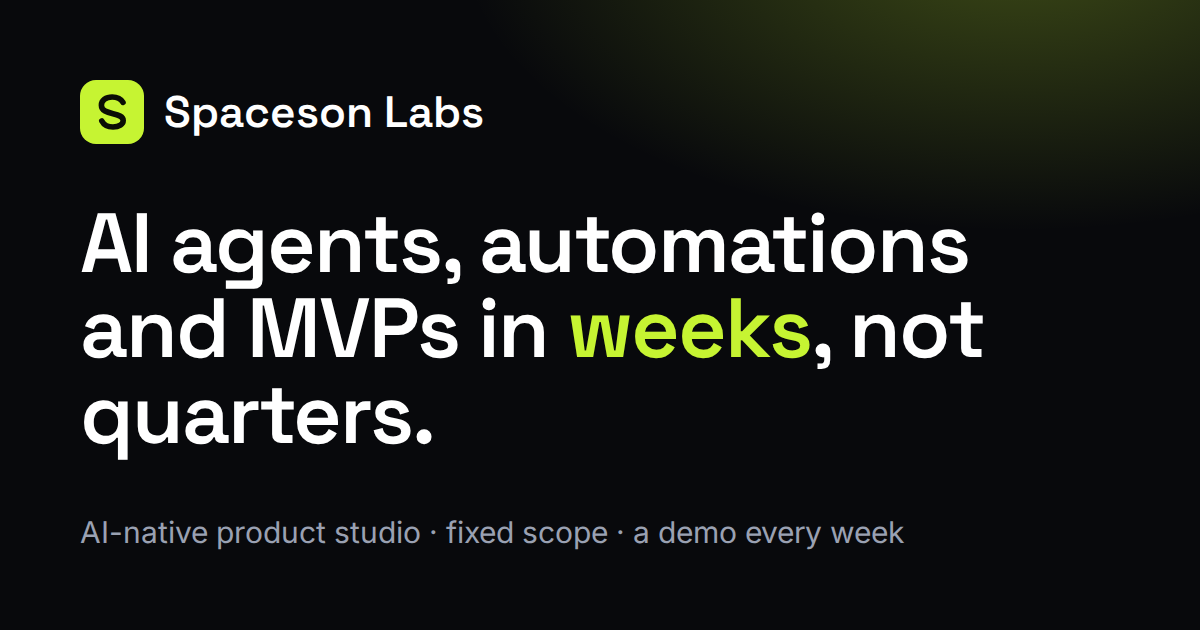 S Spaceson Labs
AI agents, automations
and MVPs in weeks, not
quarters.
AI-native product studio · fixed scope · a demo every week